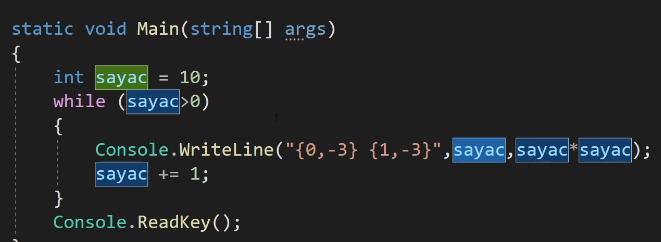 static void Main(string[] args)
{
int sayac = 10;
while (sayac>0)
{
Console.WriteLine("{0,-3} {1,-3}",sayac,sayac*sayac);
sayac += 1;
}
Console.ReadKey();
}